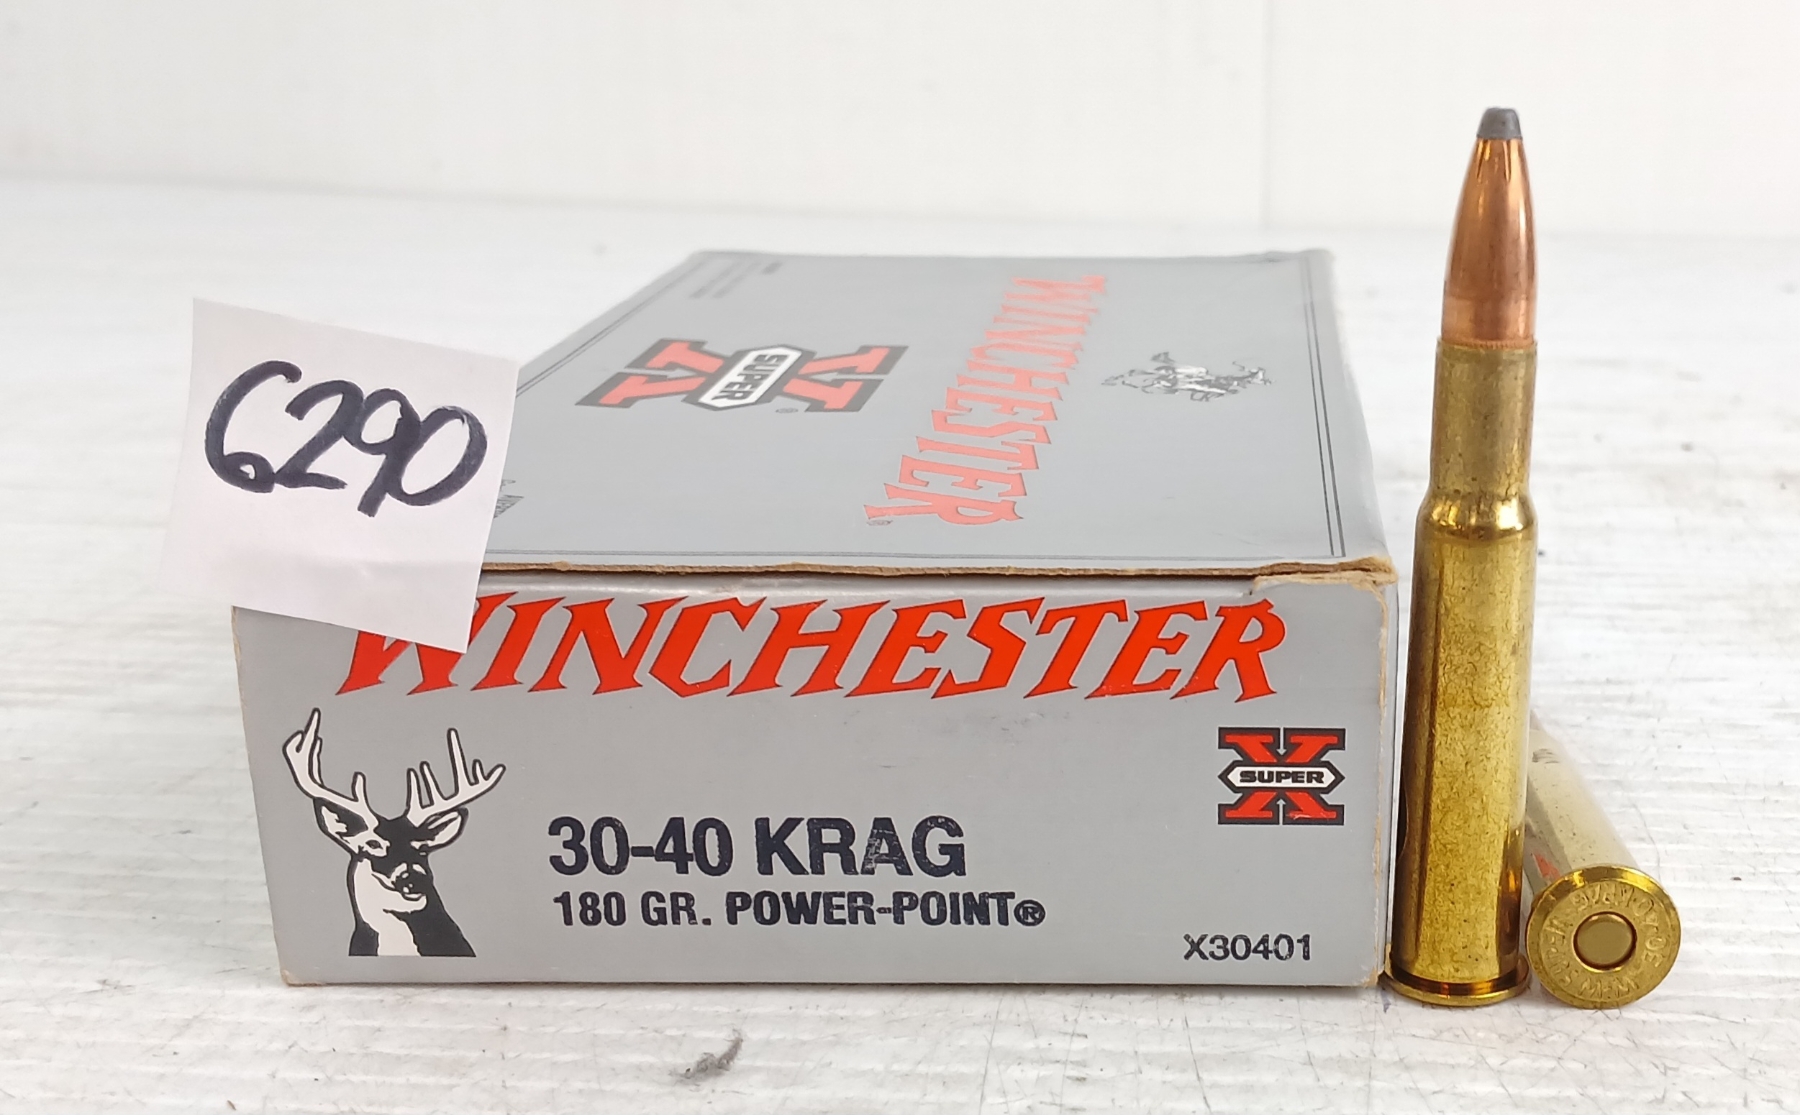 6290
WINCHESTER
®
SUPER X
®
WINCHESTER
SUPER X
30-40 KRAG
180 GR. POWER-POINT®
X30401